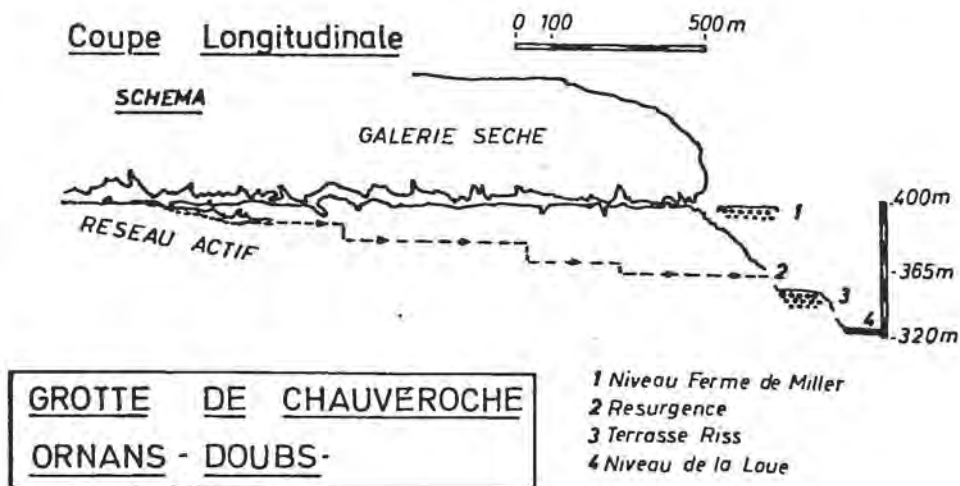 Coupe Longitudinale
0 100 500 m
SCHEMA
GALERIE SECHE
RESEAU ACTIF
400m
1
365m
2
3
4
320m
GROTTE DE CHAUVEROCHE
ORNANS - DOUBS-
1 Niveau Ferme de Miller
2 Resurgence
3 Terrasse Riss
4 Niveau de la Loue